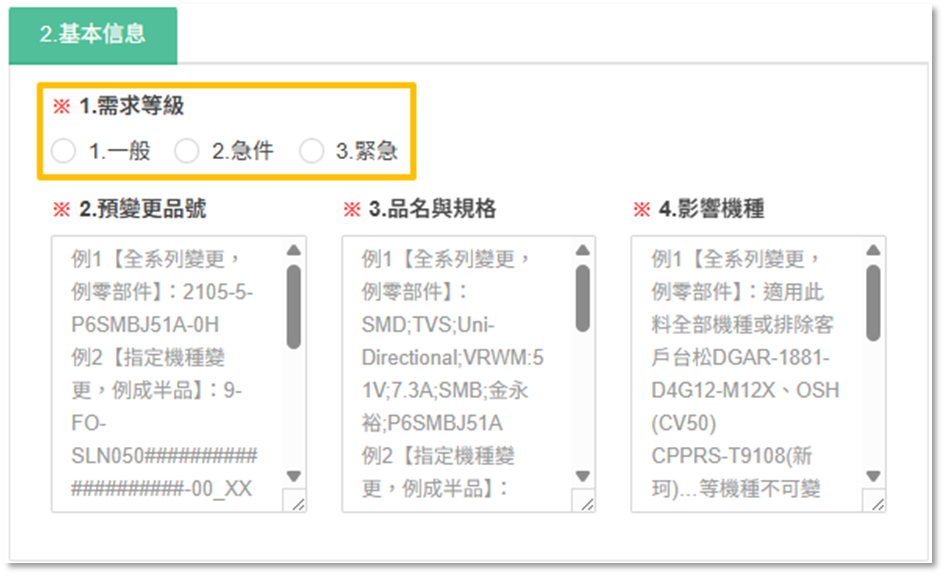 2.基本信息
※ 1.需求等級
1.一般 2.急件 3.緊急
※ 2.預變更品號
例1【全系列變更，
例零部件】：2105-5-
P6SMBJ51A-0H
例2【指定機種變
更，例成半品】：9-
FO-
SLN050##########
##########-00_XX
※ 3.品名與規格
例1【全系列變更，
例零部件】：
SMD;TVS;Uni-
Directional;VRWM:5
1V;7.3A;SMB;金永
裕;P6SMBJ51A
例2【指定機種變
更，例成半品】：
※ 4.影響機種
例1【全系列變更，
例零部件】：適用此
料全部機種或排除客
戶台松DGAR-1881-
D4G12-M12X、OSH
(CV50)
CPPRS-T9108(新
珂)...等機種不可變